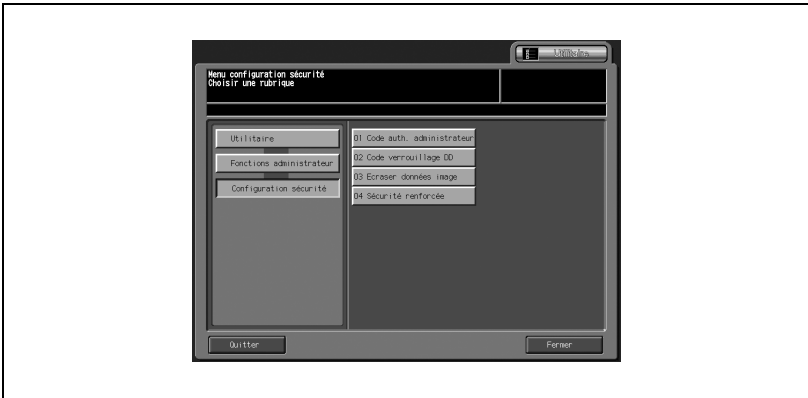 Utilitaire
Menu configuration sécurité
Choisir une rubrique
Utilitaire
01 Code auth. administrateur
02 Code verrouillage DD
Fonctions administrateur
03 Ecraser données image
Configuration sécurité
04 Sécurité renforcée
Quitter
Fermer